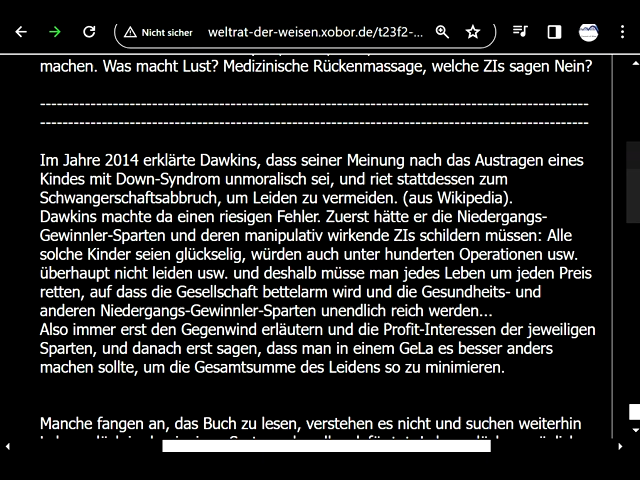 Nicht sicher weltrat-der-weisen.xobor.de/t23f2-...
machen. Was macht Lust? Medizinische Rückenmassage, welche ZIs sagen Nein?
----------------------------------------------------------------------------------------------------
----------------------------------------------------------------------------------------------------
Im Jahre 2014 erklärte Dawkins, dass seiner Meinung nach das Austragen eines
Kindes mit Down-Syndrom unmoralisch sei, und riet stattdessen zum
Schwangerschaftsabbruch, um Leiden zu vermeiden. (aus Wikipedia).
Dawkins machte da einen riesigen Fehler. Zuerst hätte er die Niedergangs-
Gewinnler-Sparten und deren manipulativ wirkende ZIs schildern müssen: Alle
solche Kinder seien glückselig, würden auch unter hunderten Operationen usw.
überhaupt nicht leiden usw. und deshalb müsse man jedes Leben um jeden Preis
retten, auf dass die Gesellschaft bettelarm wird und die Gesundheits- und
anderen Niedergangs-Gewinnler-Sparten unendlich reich werden...
Also immer erst den Gegenwind erläutern und die Profit-Interessen der jeweiligen
Sparten, und danach erst sagen, dass man in einem GeLa es besser anders
machen sollte, um die Gesamtsumme des Leidens so zu minimieren.
Manche fangen an, das Buch zu lesen, verstehen es nicht und suchen weiterhin